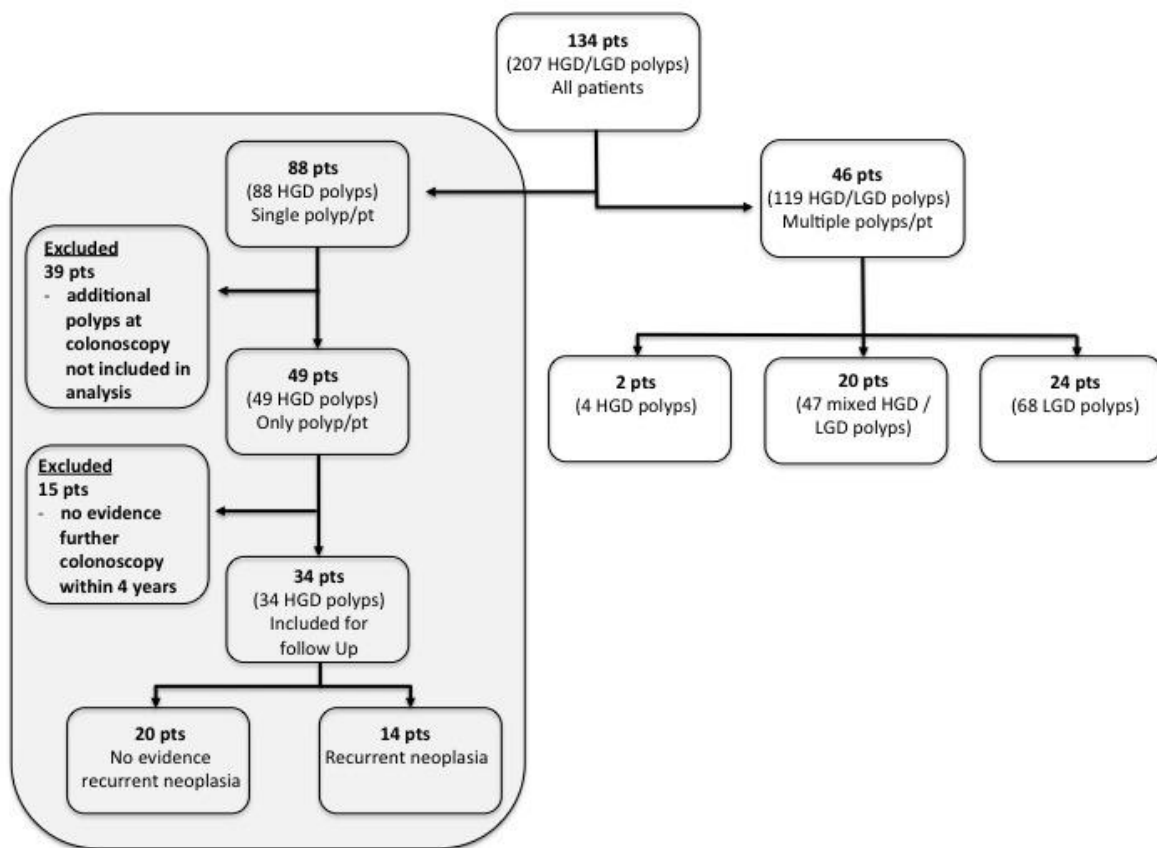 134 pts
(207 HGD/LGD polyps)
All patients
88 pts
(88 HGD polyps)
Single polyp/pt
46 pts
(119 HGD/LGD polyps)
Multiple polyps/pt
Excluded
39 pts
- additional
polyps at
colonoscopy
not included in
analysis
49 pts
(49 HGD polyps)
Only polyp/pt
2 pts
(4 HGD polyps)
20 pts
(47 mixed HGD /
LGD polyps)
24 pts
(68 LGD polyps)
Excluded
15 pts
- no evidence
further
colonoscopy
within 4 years
34 pts
(34 HGD polyps)
Included for
follow Up
20 pts
No evidence
recurrent neoplasia
14 pts
Recurrent neoplasia